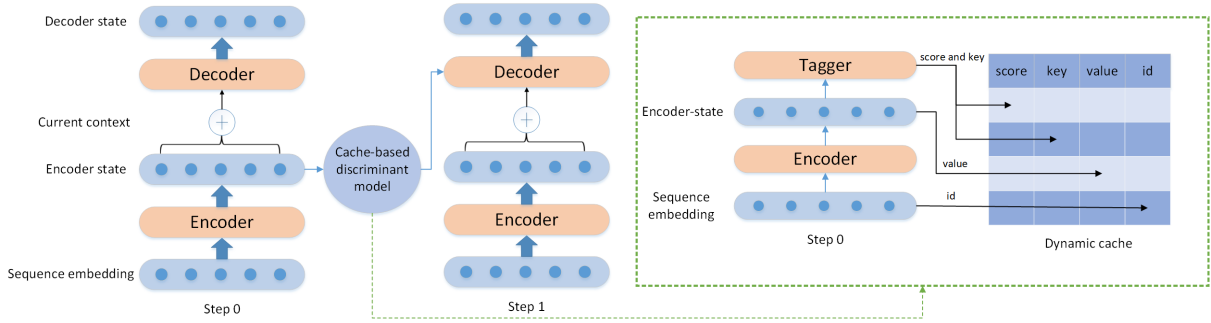 Decoder state
Decoder
Current context
Encoder state
Encoder
Sequence embedding
Step 0
Cache-based
discriminant
model
Decoder
Encoder
Step 1
Tagger
Encoder-state
Encoder
Sequence
embedding
Step 0
score and key
value
id
score key value id
Dynamic cache